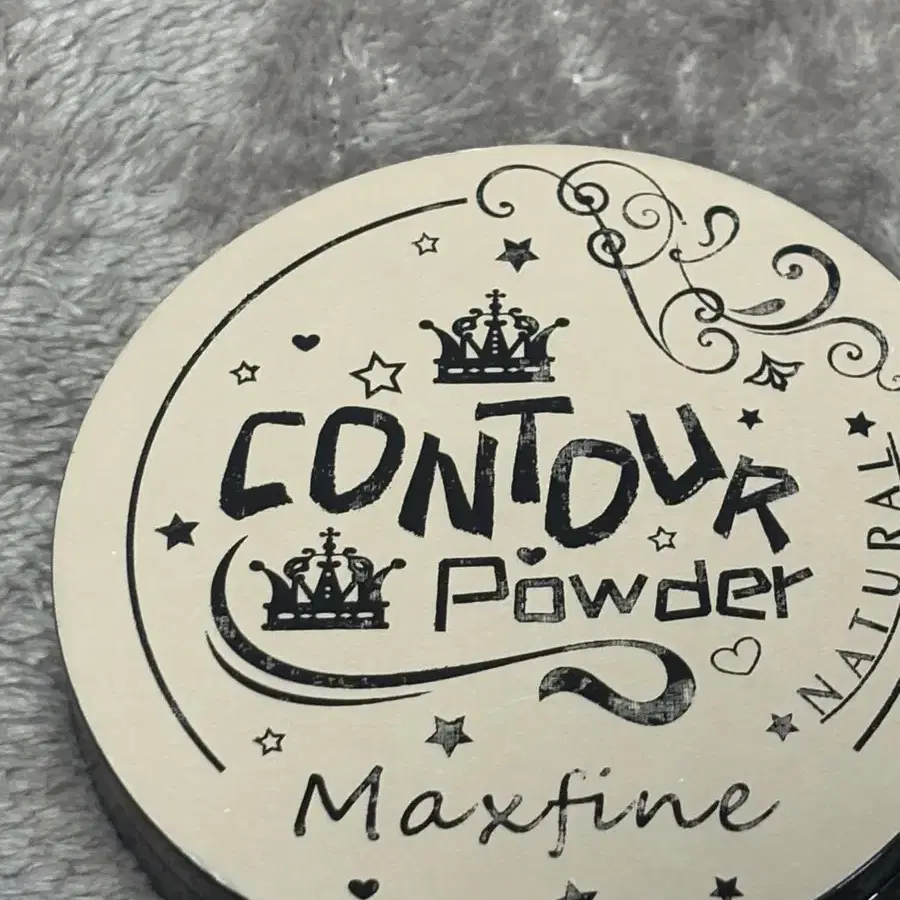 CONTOUR
Powder
NATURAL
Maxfine